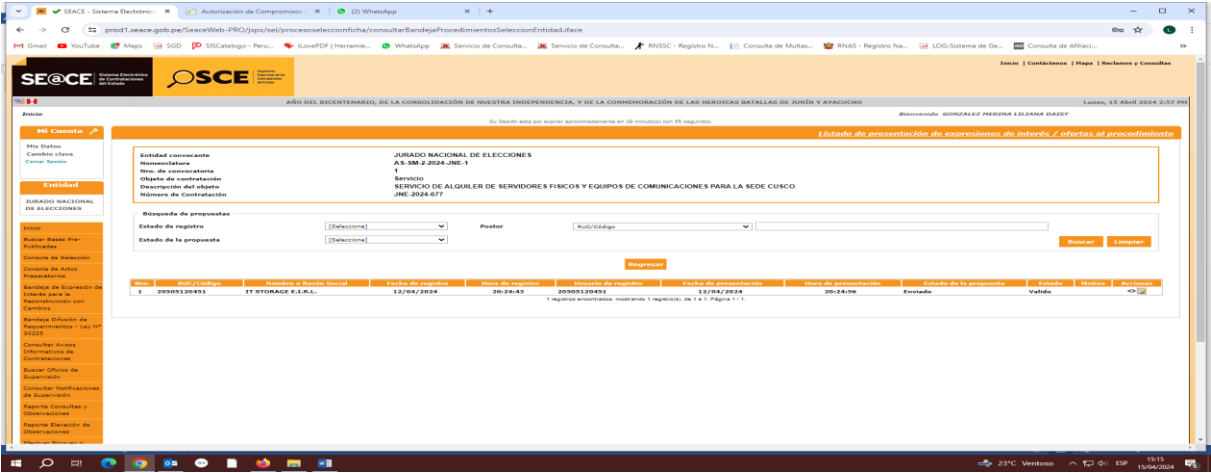 SEACE - Sistema Electrónico
Autorización de Compromisos
(2) WhatsApp
prod1.seace.gob.pe/SeaceWeb-PRO/jspx/sel/procesoseleccionficha/consultarBandejaProcedimientosSeleccionEntidad.iface
Gmail YouTube Maps SGD SISCatalogo - Peru... iLovePDF | Herramie... WhatsApp Servicio de Consulta... Servicio de Consulta... RNSSC - Registro N... Consulta de Multas... RNAS - Registro Na... LOG:Sistema de Ge... Consulta de Afiliaci...
Inicio | Contáctenos | Mapa | Reclamos y Consultas
SE@CE Sistema Electrónico de Contrataciones del Estado OSCE
AÑO DEL BICENTENARIO, DE LA CONSOLIDACIÓN DE NUESTRA INDEPENDENCIA, Y DE LA CONMEMORACIÓN DE LAS HEROICAS BATALLAS DE JUNÍN Y AYACUCHO
Lunes, 15 Abril 2024 2:57 PM
Inicio
Su Sesión este por expirar aproximadamente en 29 minuto(s) con 55 segundos.
Bienvenido GONZALEZ MEDINA LILIANA DAISY
Mi Cuenta
Mis Datos
Cambio clave
Cerrar Sesión
Entidad
JURADO NACIONAL
DE ELECCIONES
Inicio
Buscar Bases Pre-
Publicadas
Consola de Selección
Consola de Actos
Preparatorios
Bandeja de Expresión de
Interés para la
Reconstrucción con
Cambios
Bandeja Difusión de
Requerimientos - Ley N°
30225
Consultar Avisos
Informativos de
Contrataciones
Buscar Oficios de
Supervisión
Consultar Notificaciones
de Supervisión
Reporte Consultas y
Observaciones
Reporte Elevación de
Observaciones
Listado de presentación de expresiones de interés / ofertas al procedimiento
Entidad convocante JURADO NACIONAL DE ELECCIONES
Nomenclatura AS-SM-2-2024-JNE-1
Nro. de convocatoria 1
Objeto de contratación Servicio
Descripción del objeto SERVICIO DE ALQUILER DE SERVIDORES FISICOS Y EQUIPOS DE COMUNICACIONES PARA LA SEDE CUSCO
Número de Contratación JNE-2024-677
Búsqueda de propuestas
Estado de registro [Seleccione] Postor RUC/Código
Estado de la propuesta [Seleccione]
Buscar Limpiar
Regresar
Nro. RUC/Código Nombre o Razón Social Fecha de registro Hora de registro Usuario de registro Fecha de presentación Hora de presentación Estado de la propuesta Estado Motivo Acciones
1 20505120451 IT STORAGE E.I.R.L. 12/04/2024 20:24:43 20505120451 12/04/2024 20:24:56 Enviado Valido
1 registros encontrados, mostrando 1 registro(s), de 1 a 1. Página 1 / 1.
23°C Ventoso ESP 15:15
15/04/2024